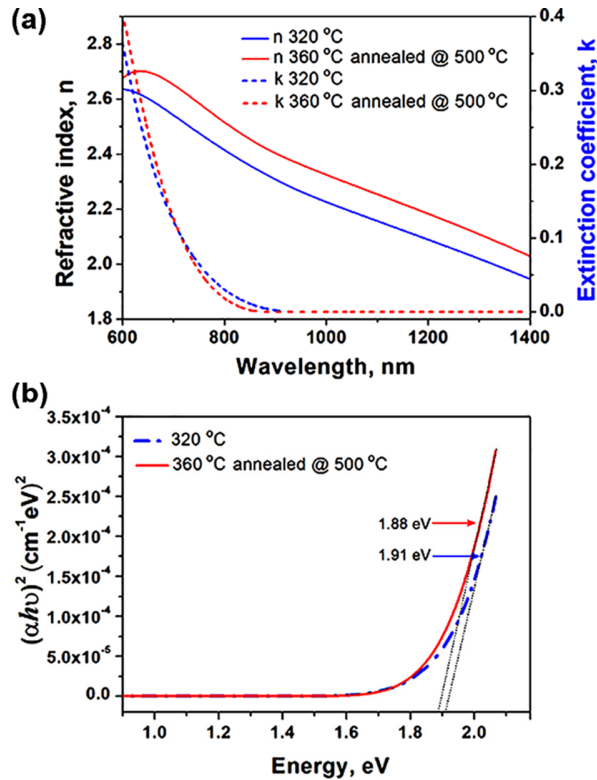 (a)
n 320 °C
n 360 °C annealed @ 500 °C
k 320 °C
k 360 °C annealed @ 500 °C
Refractive index, n
2.8
2.6
2.4
2.2
2.0
1.8
Extinction coefficient, k
0.4
0.3
0.2
0.1
0.0
600 800 1000 1200 1400
Wavelength, nm
(b)
320 °C
360 °C annealed @ 500 °C
(αhυ)² (cm⁻¹eV)²
3.5x10⁻⁴
3.0x10⁻⁴
2.5x10⁻⁴
2.0x10⁻⁴
1.5x10⁻⁴
1.0x10⁻⁴
5.0x10⁻⁵
0.0
1.88 eV
1.91 eV
1.0 1.2 1.4 1.6 1.8 2.0
Energy, eV